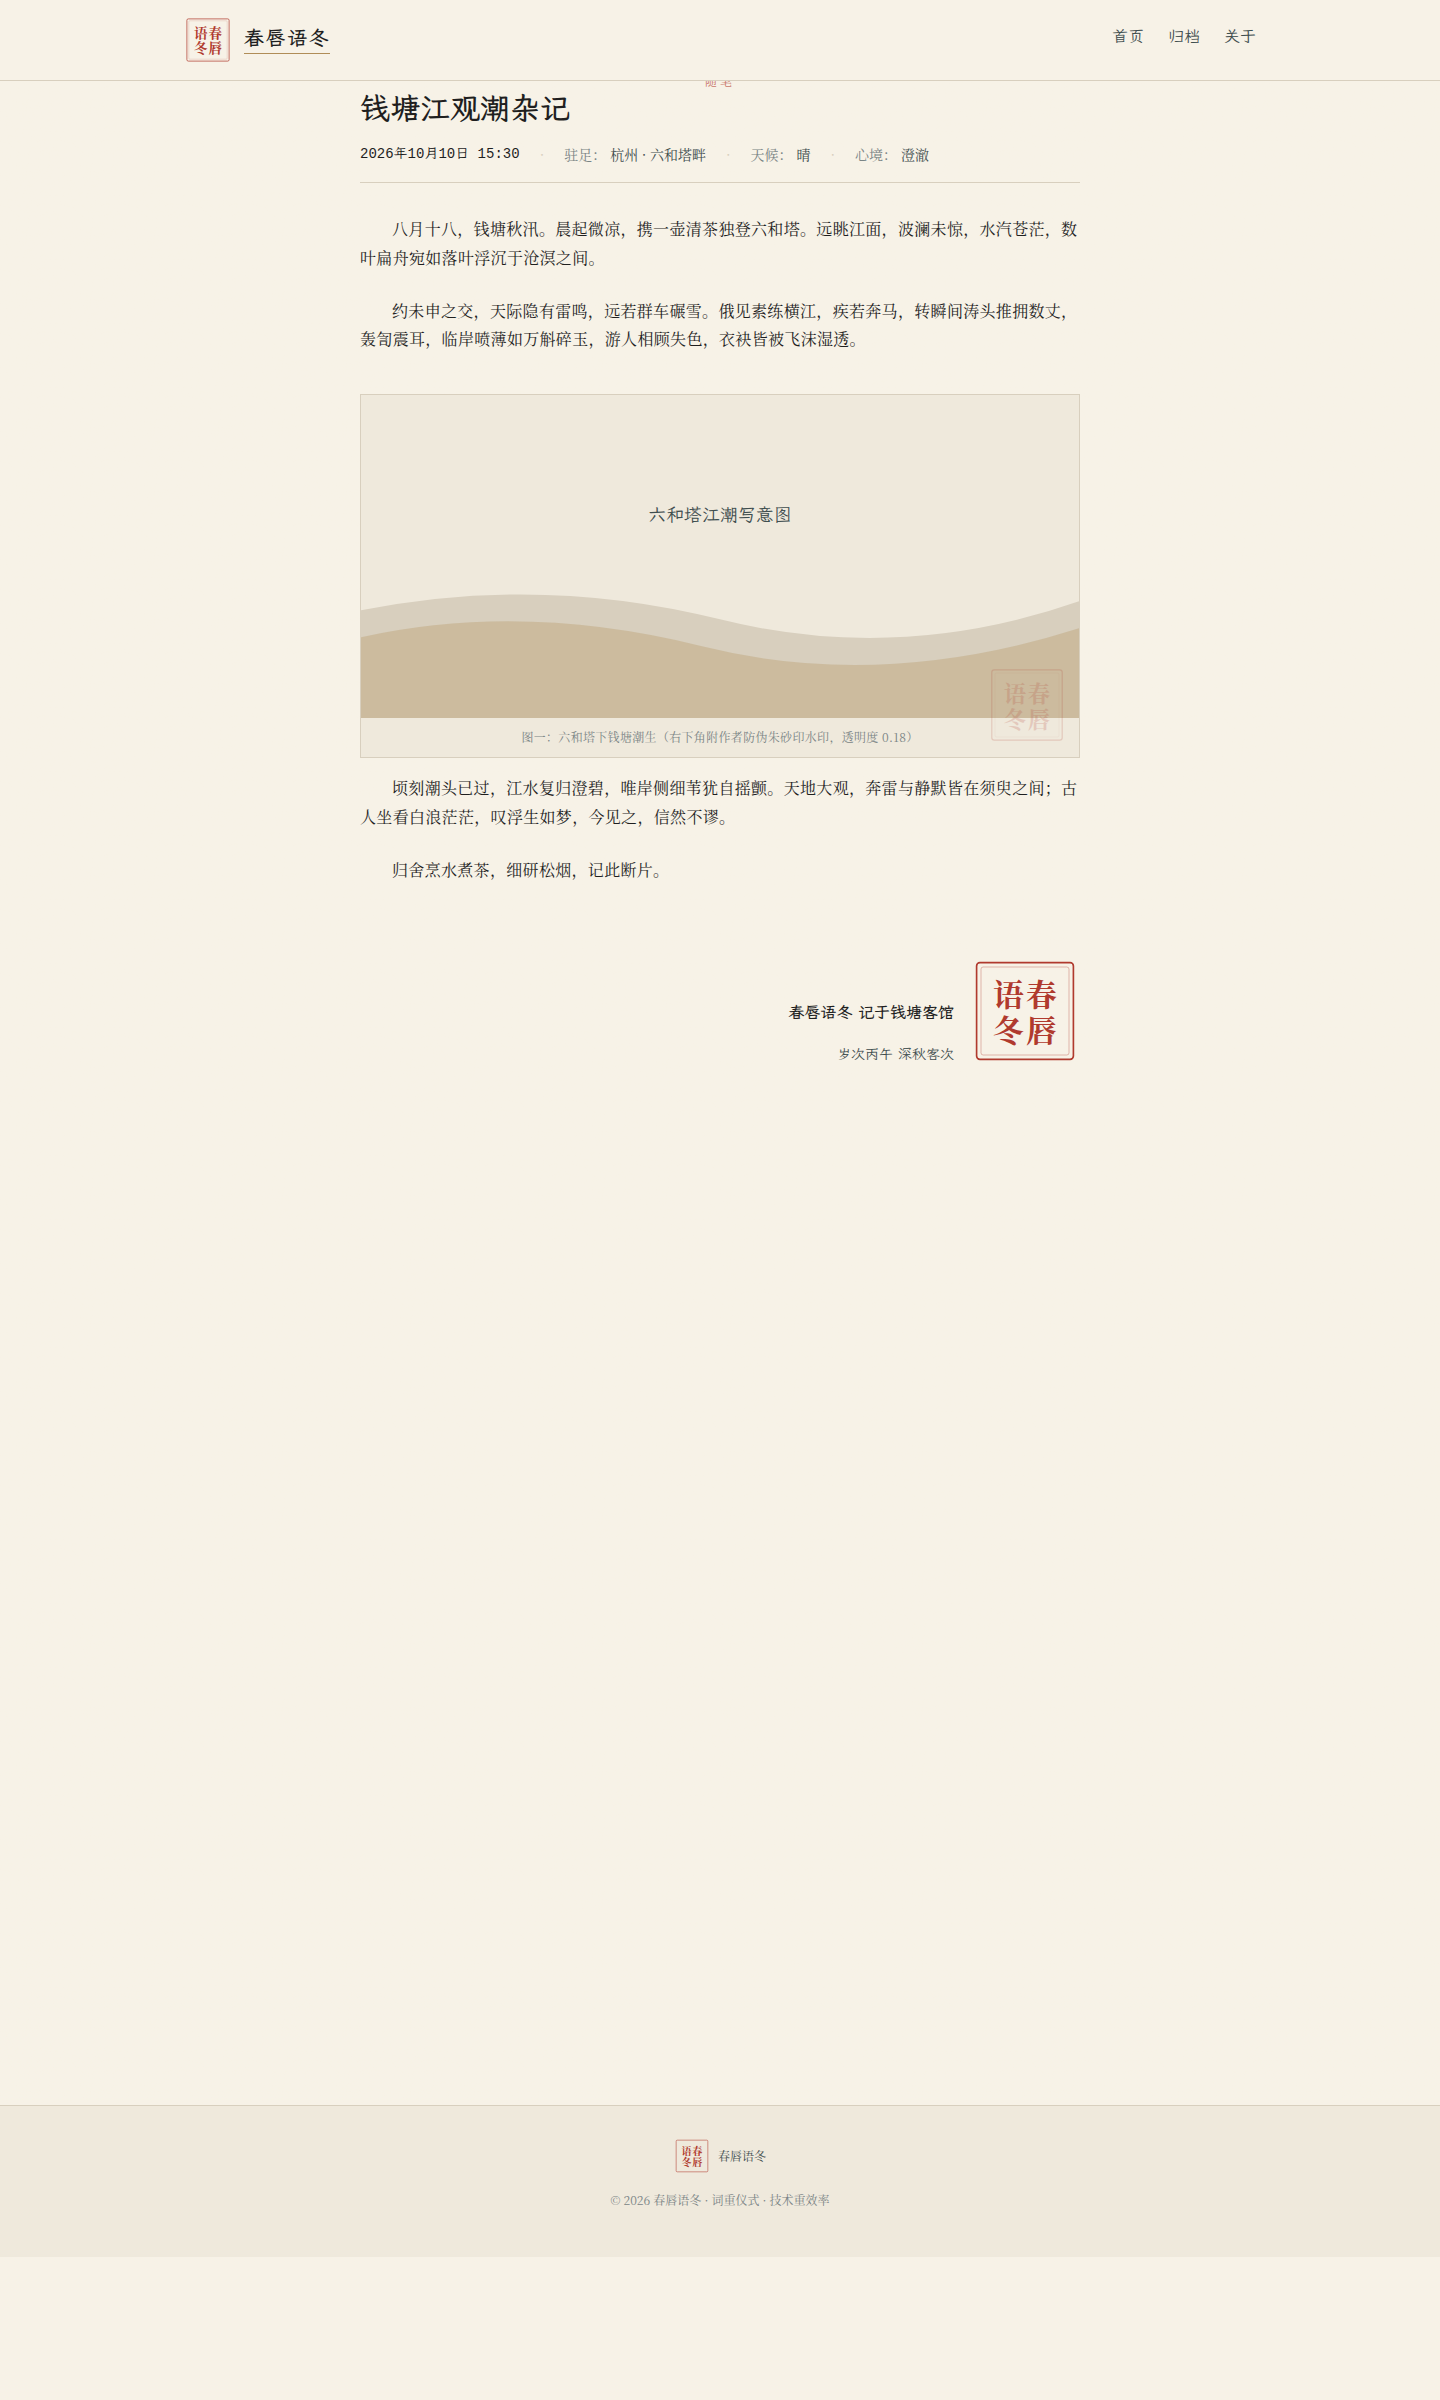 语春
冬唇
春唇语冬
首页 归档 关于
随笔
钱塘江观潮杂记
2026年10月10日 15:30 · 驻足： 杭州 · 六和塔畔 · 天候： 晴 · 心境： 澄澈
八月十八，钱塘秋汛。晨起微凉，携一壶清茶独登六和塔。远眺江面，波澜未惊，水汽苍茫，数
叶扁舟宛如落叶浮沉于沧溟之间。
约未申之交，天际隐有雷鸣，远若群车碾雪。俄见素练横江，疾若奔马，转瞬间涛头推拥数丈，
轰訇震耳，临岸喷薄如万斛碎玉，游人相顾失色，衣袂皆被飞沫湿透。
六和塔江潮写意图
语春
冬唇
图一：六和塔下钱塘潮生（右下角附作者防伪朱砂印水印，透明度 0.18）
顷刻潮头已过，江水复归澄碧，唯岸侧细苇犹自摇颤。天地大观，奔雷与静默皆在须臾之间；古
人坐看白浪茫茫，叹浮生如梦，今见之，信然不谬。
归舍烹水煮茶，细研松烟，记此断片。
春唇语冬 记于钱塘客馆
岁次丙午 深秋客次
语春
冬唇
语春
冬唇
春唇语冬
© 2026 春唇语冬 · 词重仪式 · 技术重效率